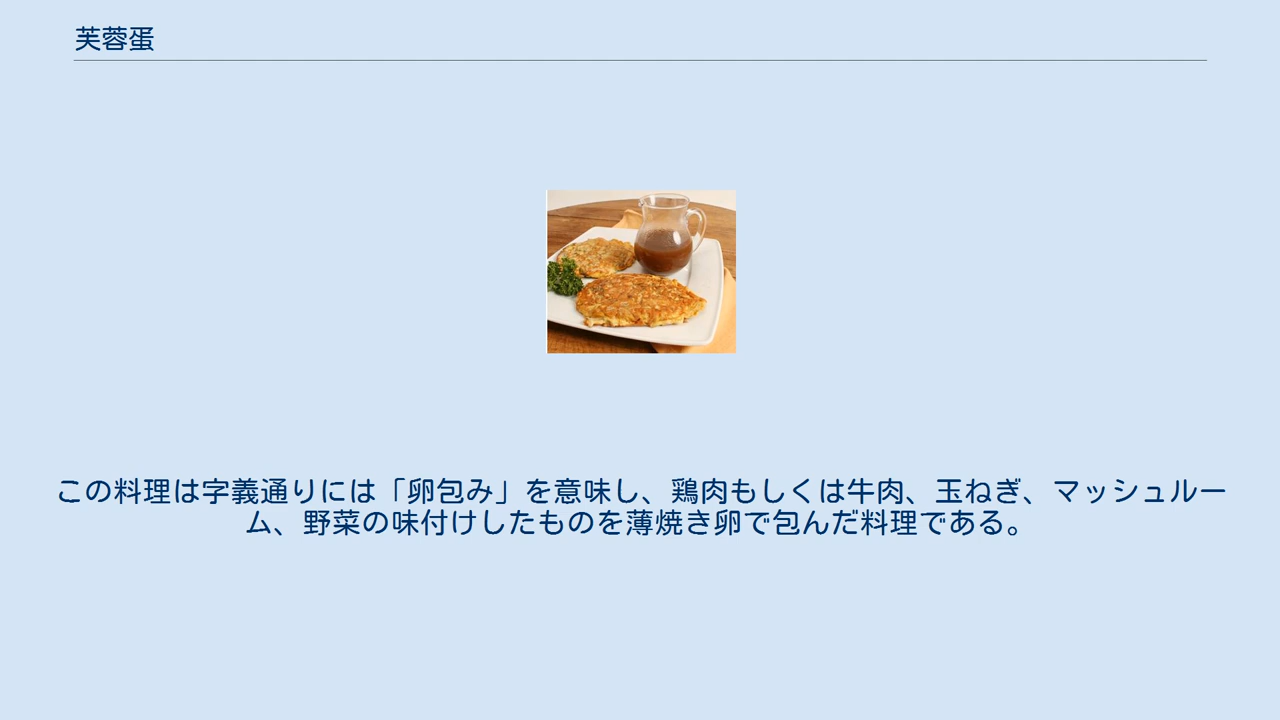 芙蓉蛋
この料理は字義通りには「卵包み」を意味し、鶏肉もしくは牛肉、玉ねぎ、マッシュルー
ム、野菜の味付けしたものを薄焼き卵で包んだ料理である。